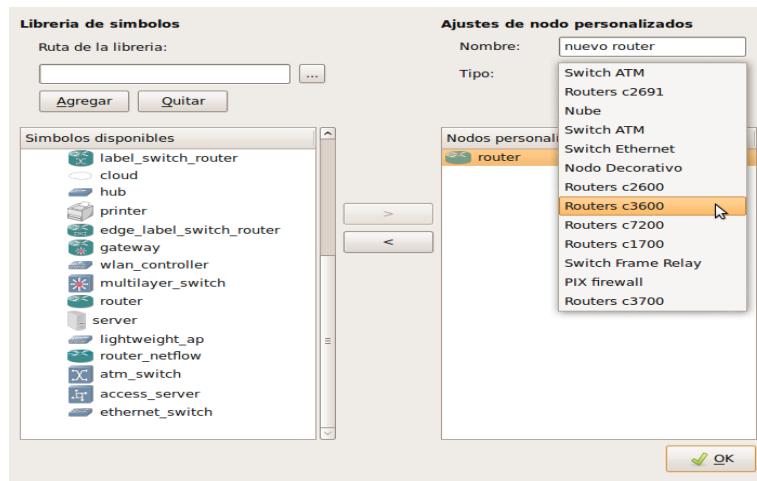 Libreria de simbolos
Ruta de la libreria:
...
Agregar
Quitar
Simbolos disponibles
label_switch_router
cloud
hub
printer
edge_label_switch_router
gateway
wlan_controller
multilayer_switch
router
server
lightweight_ap
router_netflow
atm_switch
access_server
ethernet_switch
>
<
Ajustes de nodo personalizados
Nombre:
nuevo router
Tipo:
Switch ATM
Routers c2691
Nube
Switch ATM
Switch Ethernet
Nodo Decorativo
Routers c2600
Routers c3600
Routers c7200
Routers c1700
Switch Frame Relay
PIX firewall
Routers c3700
Nodos personali
router
OK